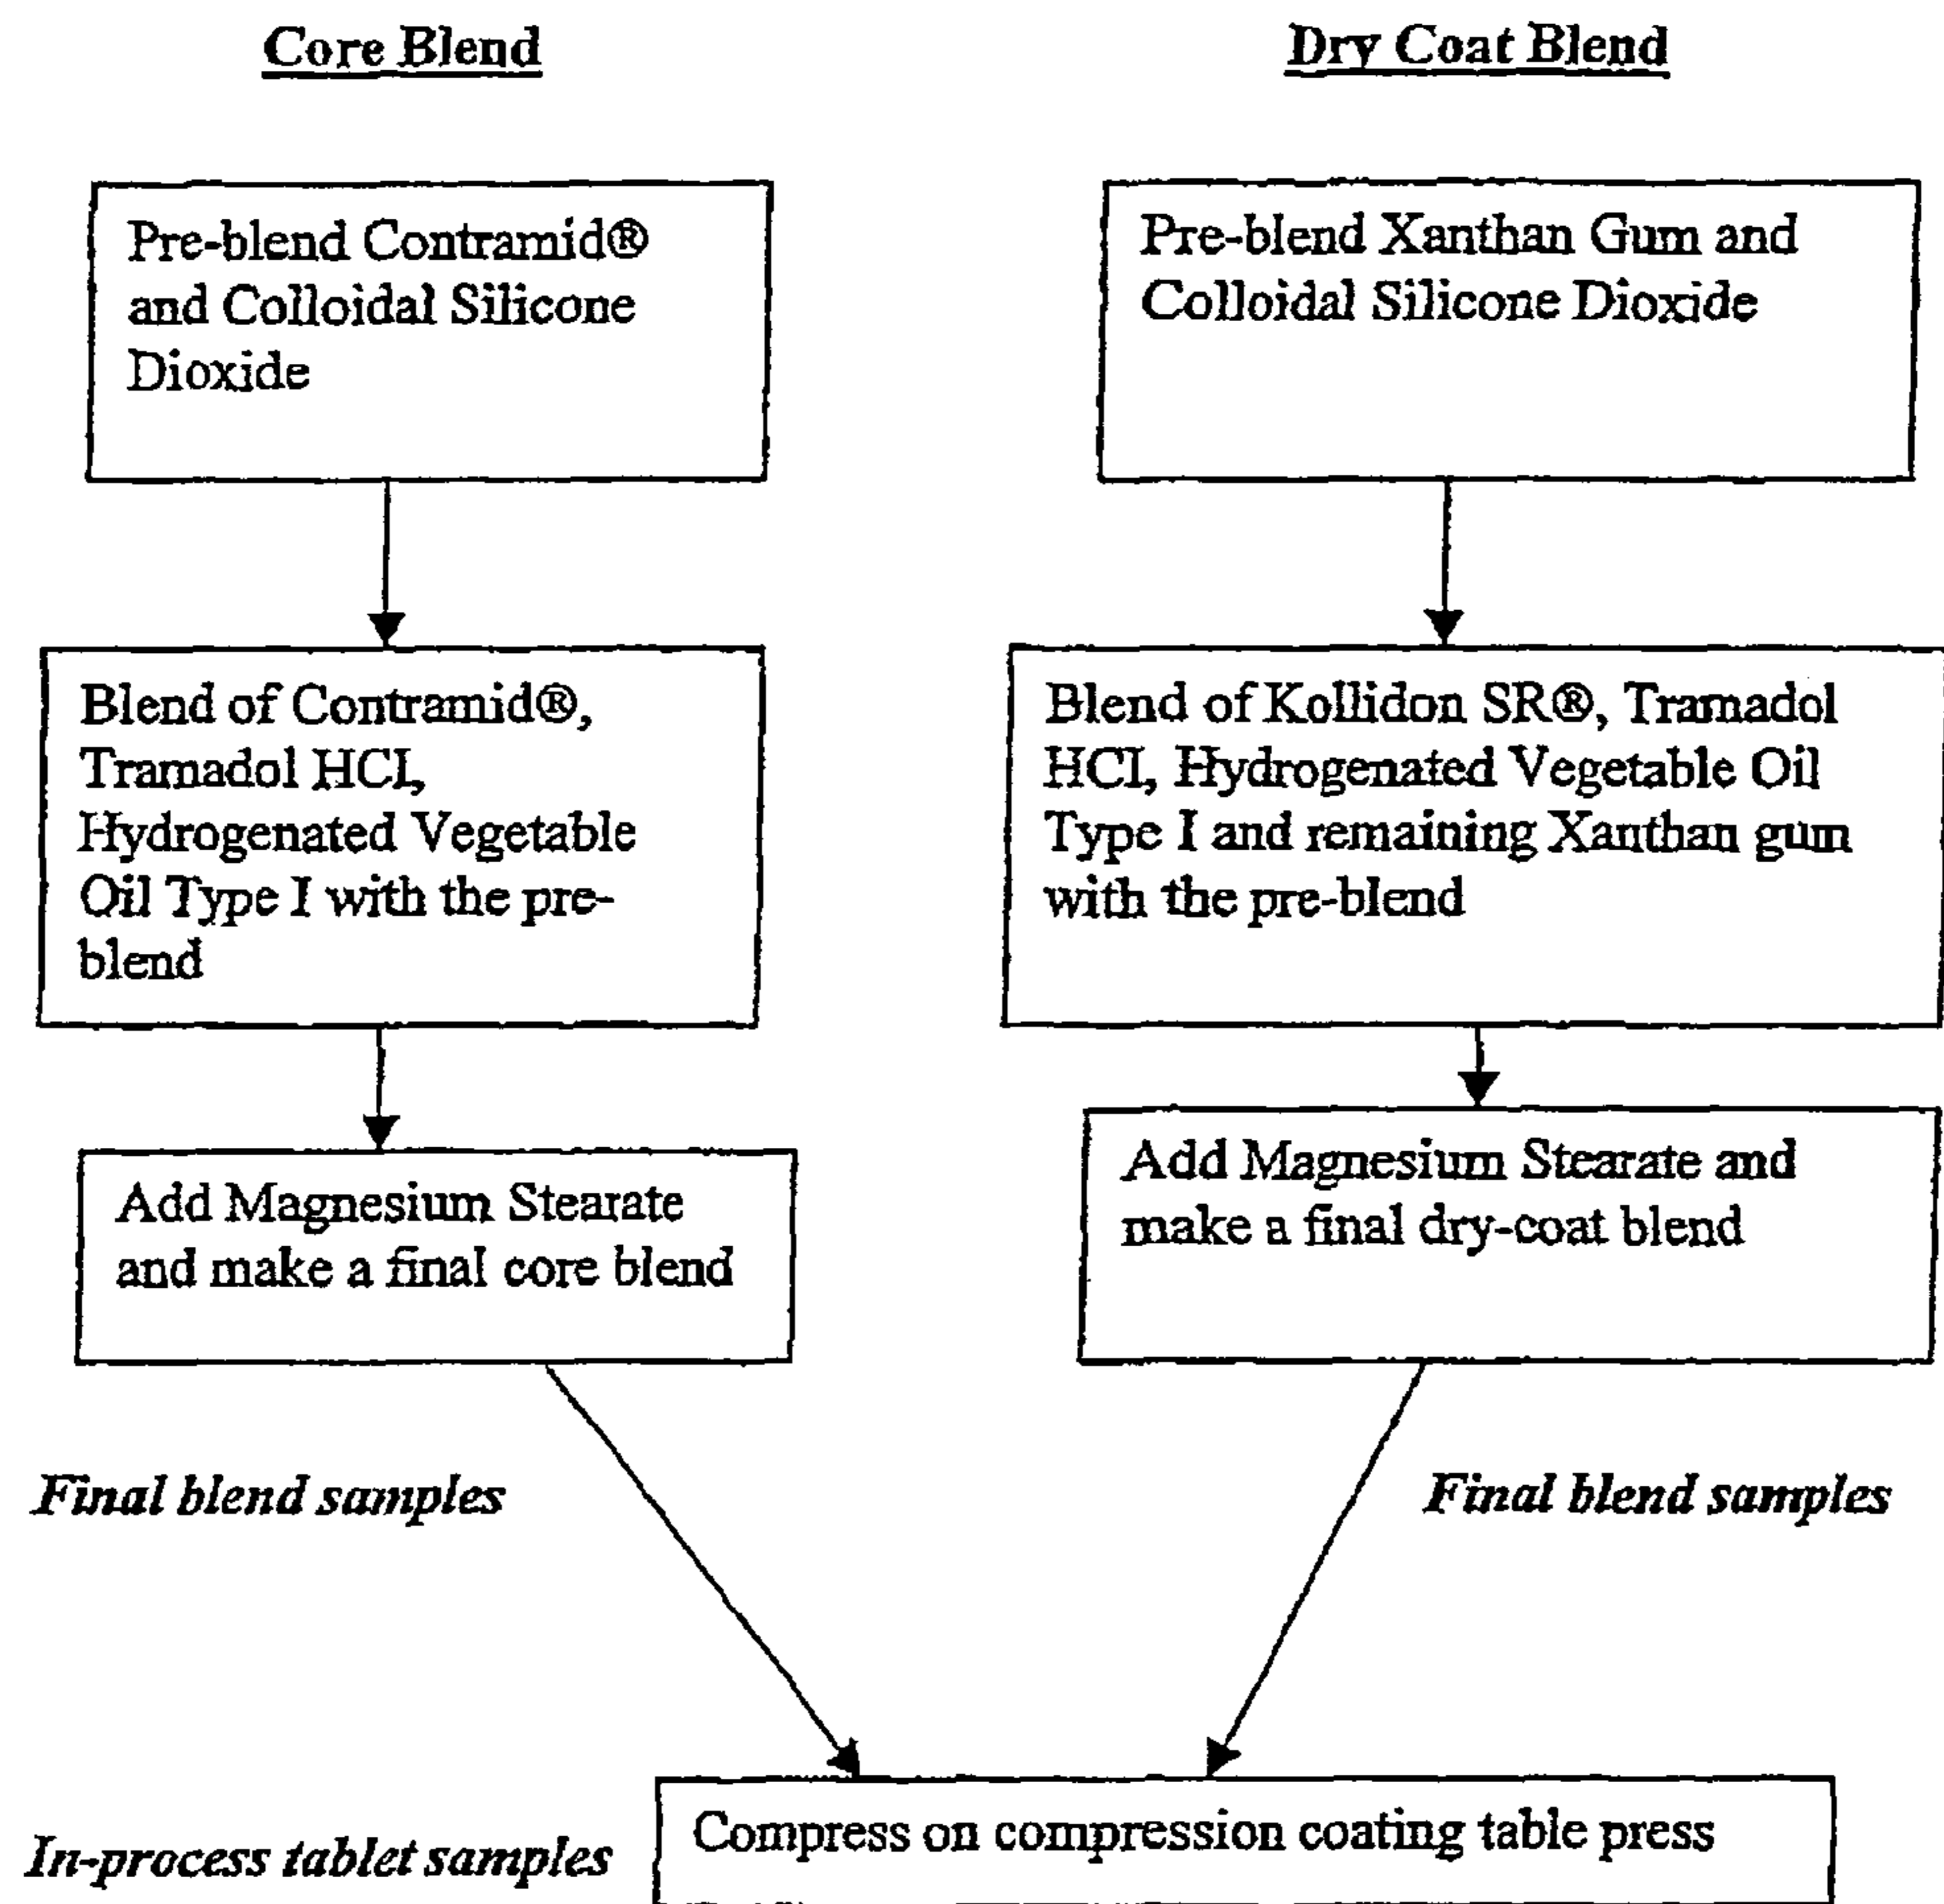 Core Blend
Dry Coat Blend
Pre-blend Contramid®
and Colloidal Silicone
Dioxide
Pre-blend Xanthan Gum and
Colloidal Silicone Dioxide
Blend of Contramid®,
Tramadol HCl,
Hydrogenated Vegetable
Oil Type I with the pre-
blend
Blend of Kollidon SR®, Tramadol
HCl, Hydrogenated Vegetable Oil
Type I and remaining Xanthan gum
with the pre-blend
Add Magnesium Stearate
and make a final core blend
Add Magnesium Stearate and
make a final dry-coat blend
Final blend samples
Final blend samples
In-process tablet samples
Compress on compression coating table press